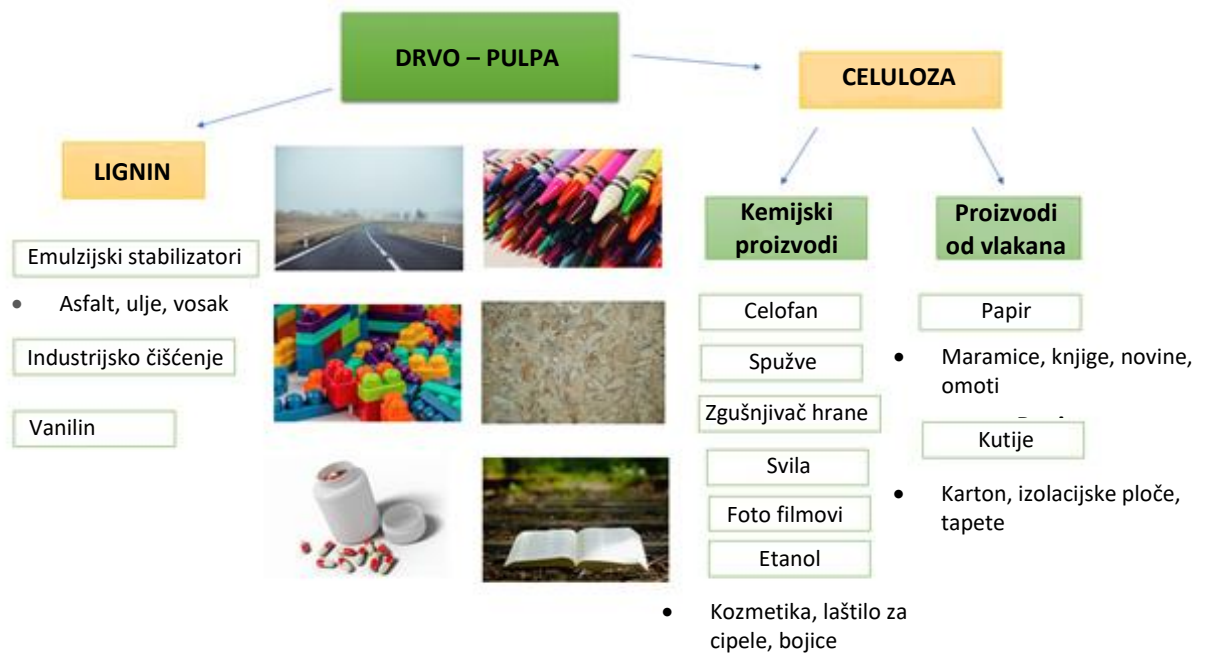 DRVO – PULPA
CELULOZA
LIGNIN
Emulzijski stabilizatori
• Asfalt, ulje, vosak
Industrijsko čišćenje
Vanilin
Kemijski
proizvodi
Celofan
Spužve
Zgušnjivač hrane
Svila
Foto filmovi
Etanol
• Kozmetika, laštilo za
cipele, bojice
Proizvodi
od vlakana
Papir
• Maramice, knjige, novine,
omoti
Kutije
• Karton, izolacijske ploče,
tapete